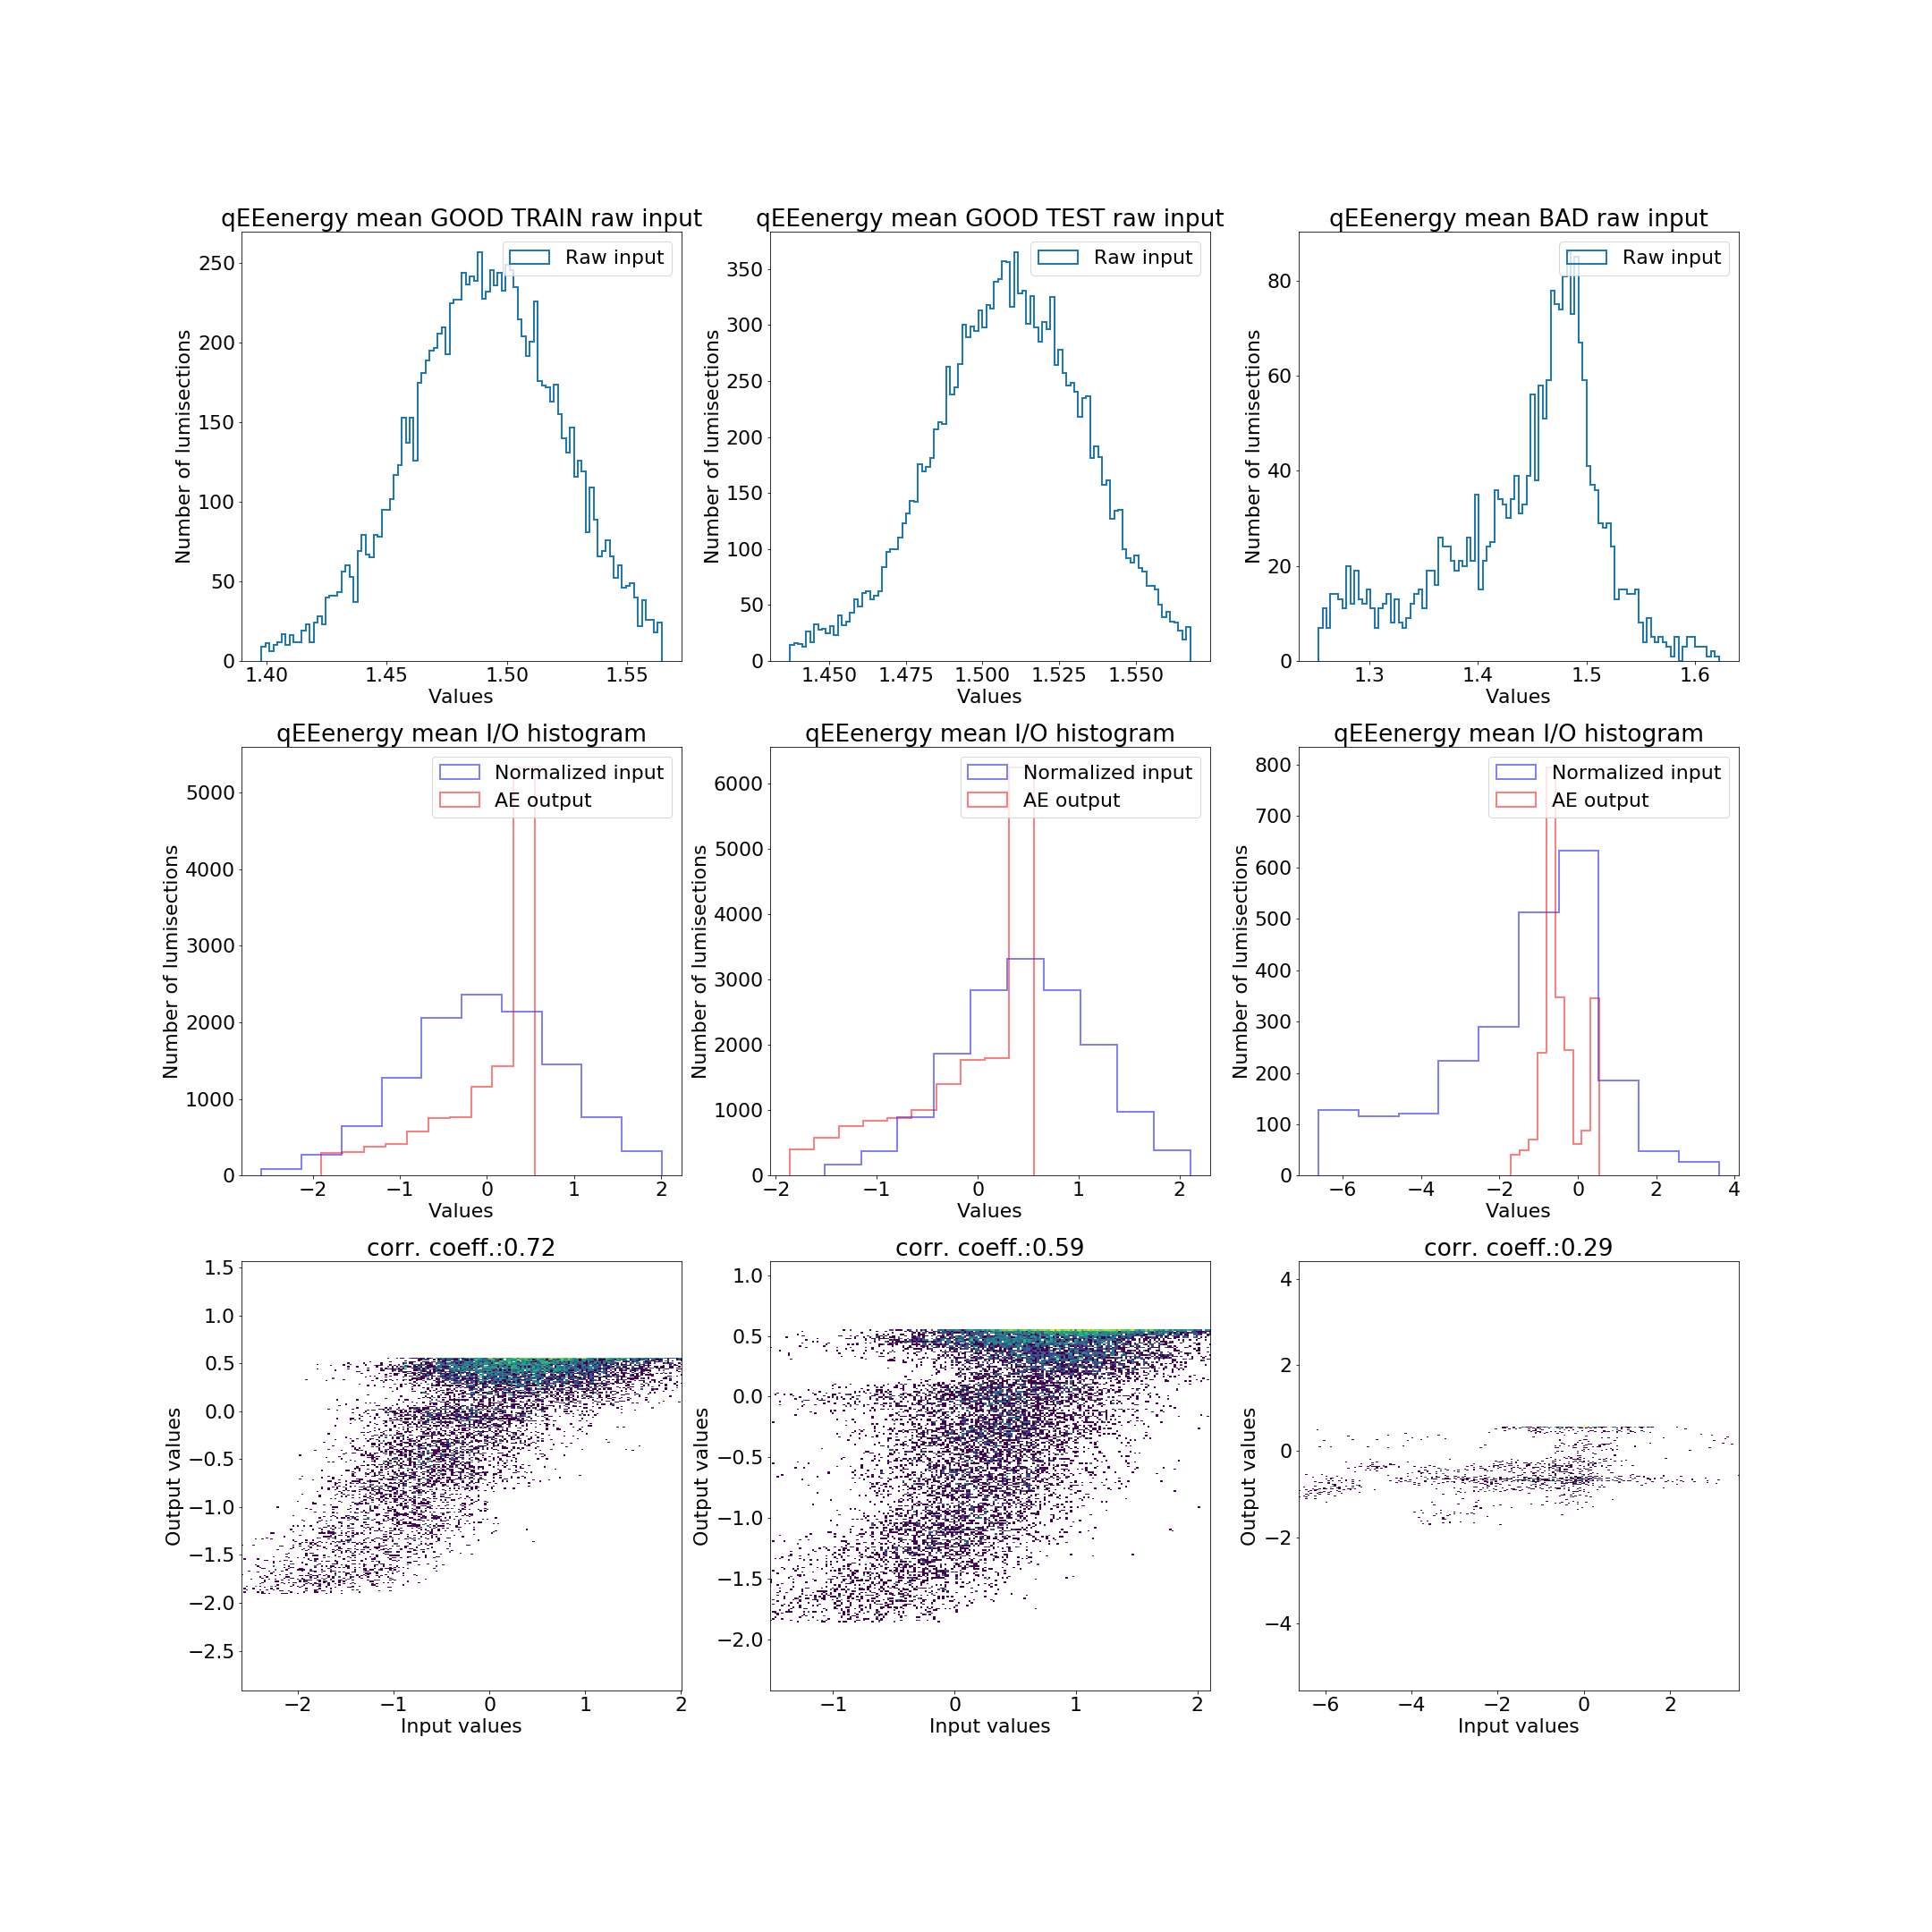 qEEenergy mean GOOD TRAIN raw input
Raw input
Number of lumisections
250
200
150
100
50
0
1.40 1.45 1.50 1.55
Values
qEEenergy mean GOOD TEST raw input
Raw input
Number of lumisections
350
300
250
200
150
100
50
0
1.450 1.475 1.500 1.525 1.550
Values
qEEenergy mean BAD raw input
Raw input
Number of lumisections
80
60
40
20
0
1.3 1.4 1.5 1.6
Values
qEEenergy mean I/O histogram
Normalized input
AE output
Number of lumisections
5000
4000
3000
2000
1000
0
−2 −1 0 1 2
Values
qEEenergy mean I/O histogram
Normalized input
AE output
Number of lumisections
6000
5000
4000
3000
2000
1000
0
−2 −1 0 1 2
Values
qEEenergy mean I/O histogram
Normalized input
AE output
Number of lumisections
800
700
600
500
400
300
200
100
0
−6 −4 −2 0 2 4
Values
corr. coeff.:0.72
Output values
1.5
1.0
0.5
0.0
−0.5
−1.0
−1.5
−2.0
−2.5
−2 −1 0 1 2
Input values
corr. coeff.:0.59
Output values
1.0
0.5
0.0
−0.5
−1.0
−1.5
−2.0
−1 0 1 2
Input values
corr. coeff.:0.29
Output values
4
2
0
−2
−4
−6 −4 −2 0 2
Input values